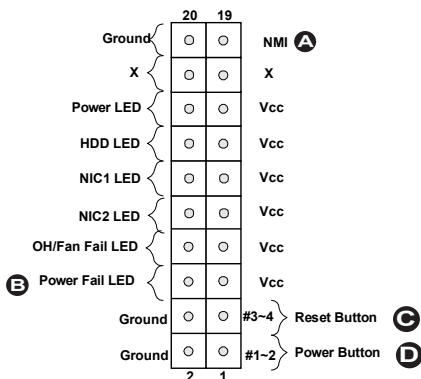 20 19
Ground NMI A
X X
Power LED Vcc
HDD LED Vcc
NIC1 LED Vcc
NIC2 LED Vcc
OH/Fan Fail LED Vcc
B Power Fail LED Vcc
Ground #3~4 Reset Button C
Ground #1~2 Power Button D
2 1